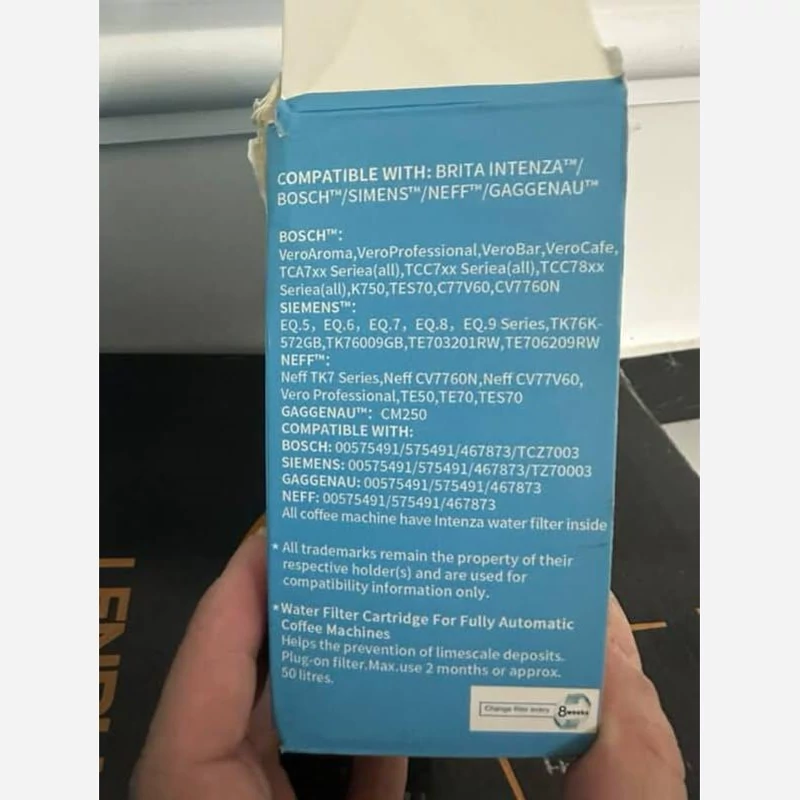 COMPATIBLE WITH: BRITA INTENZA™/
BOSCH™/SIMENS™/NEFF™/GAGGENAU™
BOSCH™:
VeroAroma,VeroProfessional,VeroBar,VeroCafe,
TCA7xx Seriea(all),TCC7xx Seriea(all),TCC78xx
Seriea(all),K750,TES70,C77V60,CV7760N
SIEMENS™:
EQ.5, EQ.6, EQ.7, EQ.8, EQ.9 Series,TK76K-
572GB,TK76009GB,TE703201RW,TE706209RW
NEFF™:
Neff TK7 Series,Neff CV7760N,Neff CV77V60,
Vero Professional,TE50,TE70,TES70
GAGGENAU™: CM250
COMPATIBLE WITH:
BOSCH: 00575491/575491/467873/TCZ7003
SIEMENS: 00575491/575491/467873/TZ70003
GAGGENAU: 00575491/575491/467873
NEFF: 00575491/575491/467873
All coffee machine have Intenza water filter inside
* All trademarks remain the property of their
respective holder(s) and are used for
compatibility information only.
*Water Filter Cartridge For Fully Automatic
Coffee Machines
Helps the prevention of limescale deposits.
Plug-on filter.Max.use 2 months or approx.
50 litres.
Change filter every 8weeks